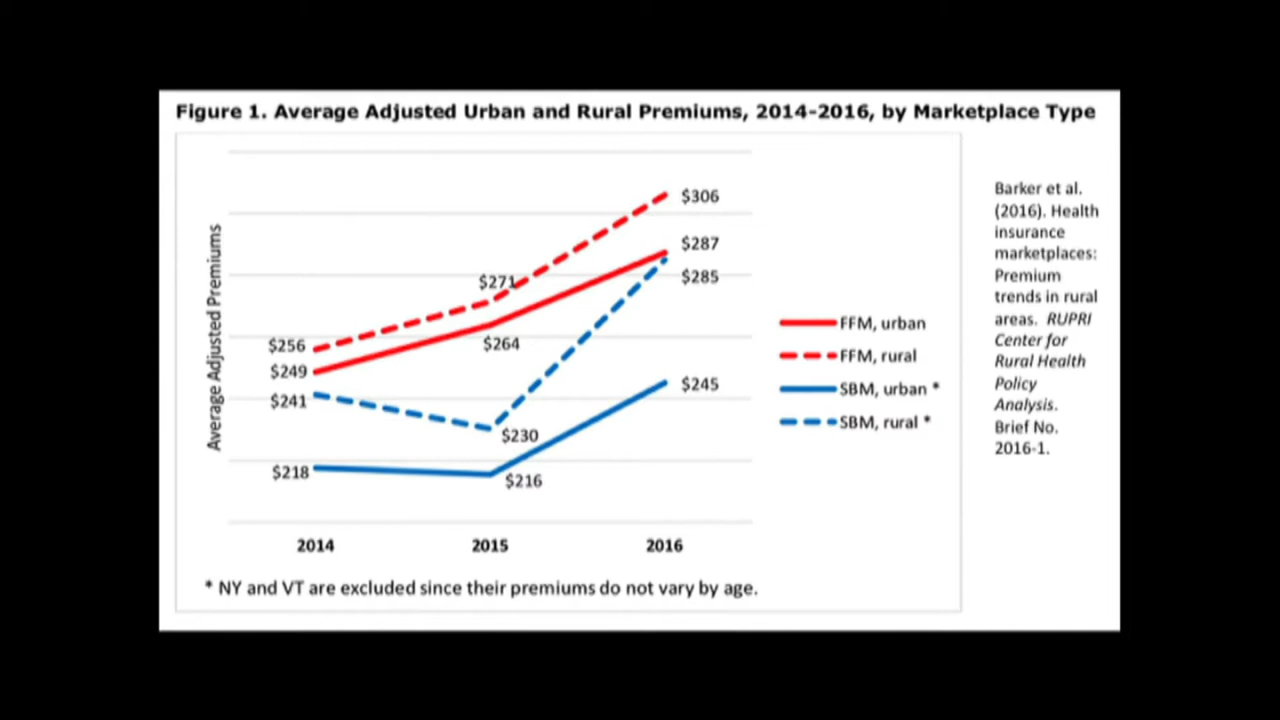 Figure 1. Average Adjusted Urban and Rural Premiums, 2014-2016, by Marketplace Type
Average Adjusted Premiums
$306
$287
$285
$271
$264
$256
$249
$241
$245
$230
$218
$216
2014 2015 2016
FFM, urban
FFM, rural
SBM, urban *
SBM, rural *
* NY and VT are excluded since their premiums do not vary by age.
Barker et al.
(2016). Health
insurance
marketplaces:
Premium
trends in rural
areas. RUPRI
Center for
Rural Health
Policy
Analysis.
Brief No.
2016-1.